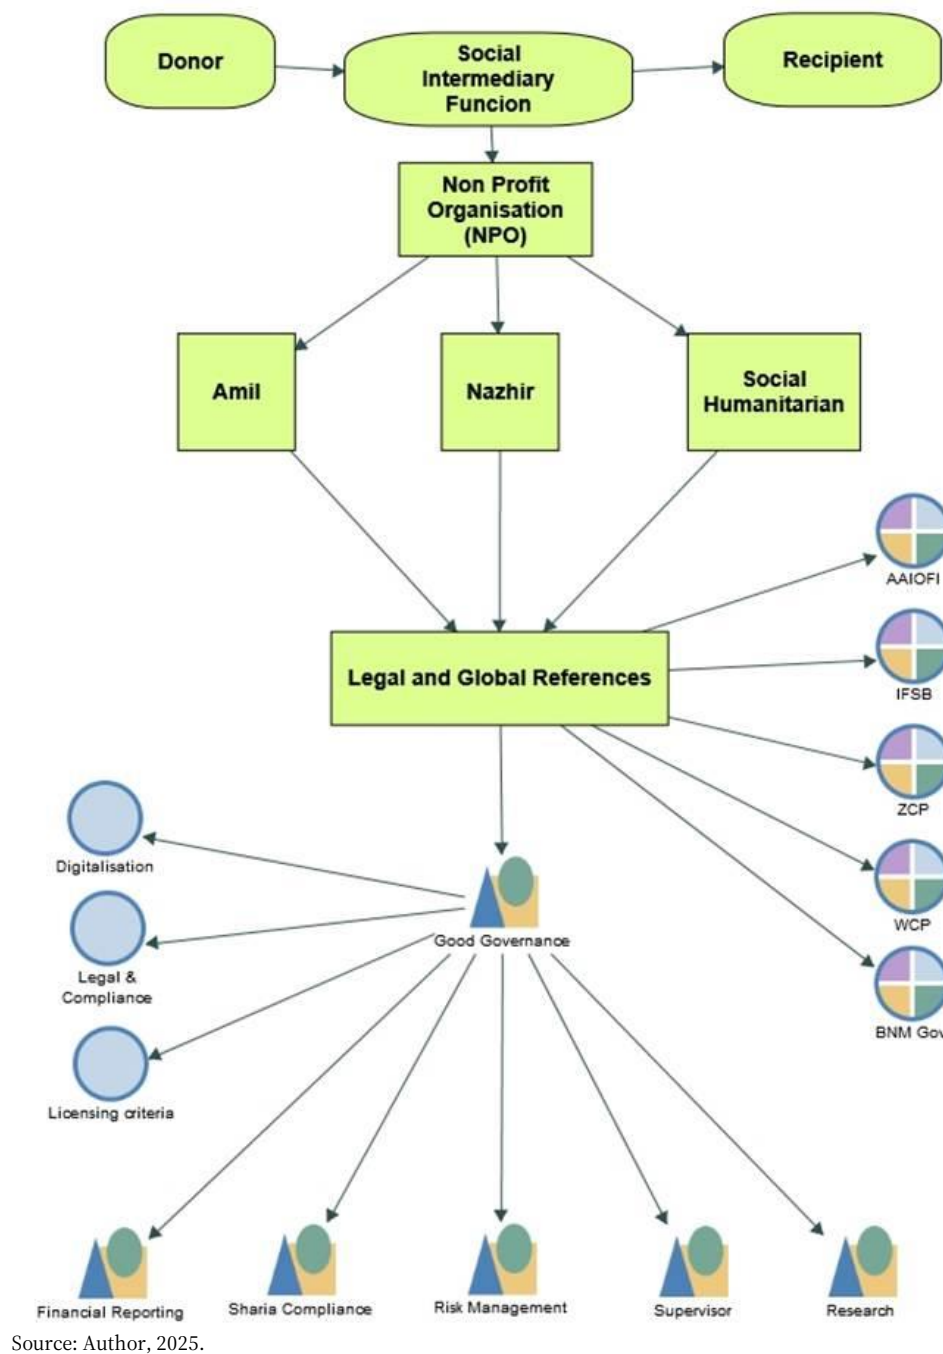 Donor
Social
Intermediary
Funcion
Recipient
Non Profit
Organisation
(NPO)
Amil
Nazhir
Social
Humanitarian
AAIOFI
IFSB
Legal and Global References
ZCP
Digitalisation
WCP
Good Governance
Legal &
Compliance
BNM Gov
Licensing criteria
Financial Reporting
Sharia Compliance
Risk Management
Supervisor
Research
Source: Author, 2025.